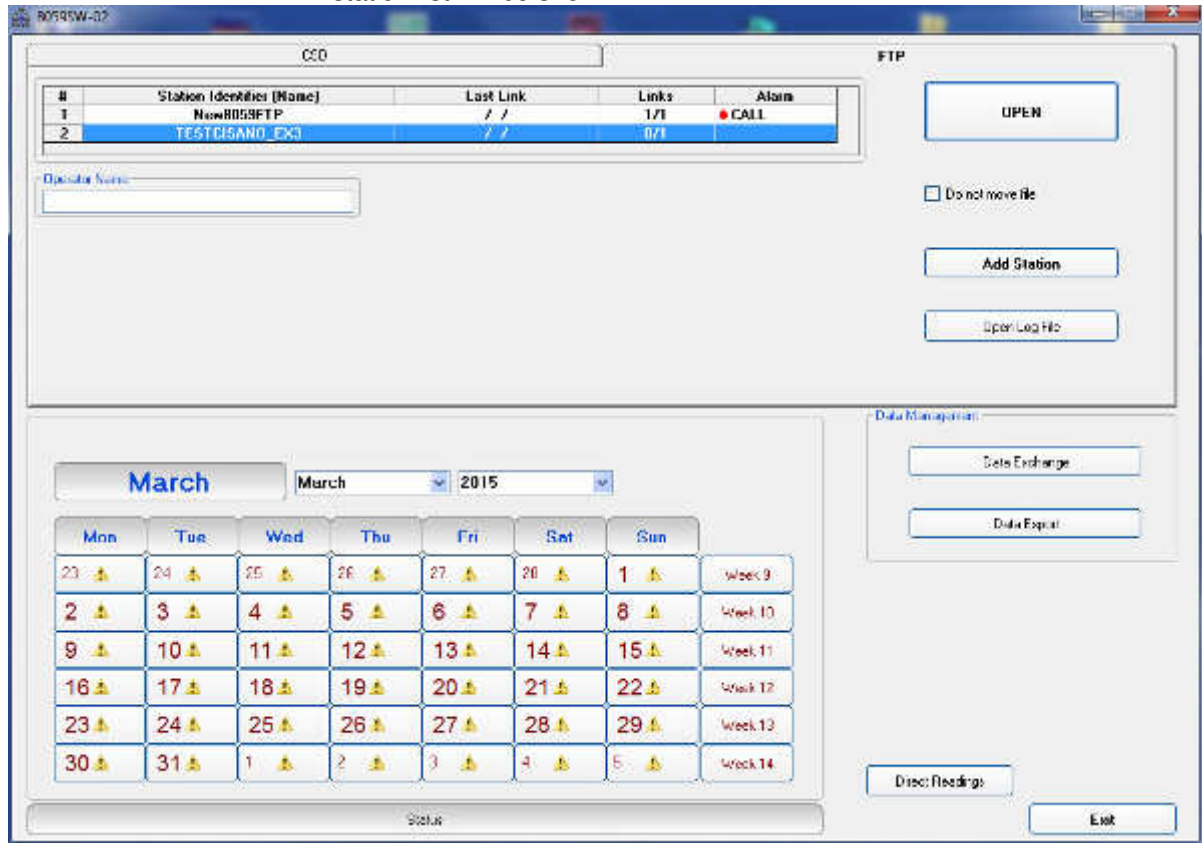 8059SW-02
CSD FTP
# Station Identifier (Name) Last Link Links Alarm
1 New8059FTP / / 1/1 CALL
2 TESTCISANO_EX3 / / 0/1
OPEN
Operator Name
Do not move file
Add Station
Open Log File
Data Management
Data Exchange
March March 2015
Data Export
Mon Tue Wed Thu Fri Sat Sun
23 24 25 26 27 28 1 Week 9
2 3 4 5 6 7 8 Week 10
9 10 11 12 13 14 15 Week 11
16 17 18 19 20 21 22 Week 12
23 24 25 26 27 28 29 Week 13
30 31 1 2 3 4 5 Week 14
Direct Readings
Status Exit